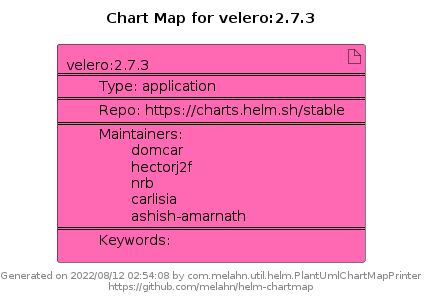 Chart Map for velero:2.7.3
velero:2.7.3
Type: application
Repo: https://charts.helm.sh/stable
Maintainers:
domcar
hectorj2f
nrb
carlisia
ashish-amarnath
Keywords:
Generated on 2022/08/12 02:54:08 by com.melahn.util.helm.PlantUmlChartMapPrinter
https://github.com/melahn/helm-chartmap